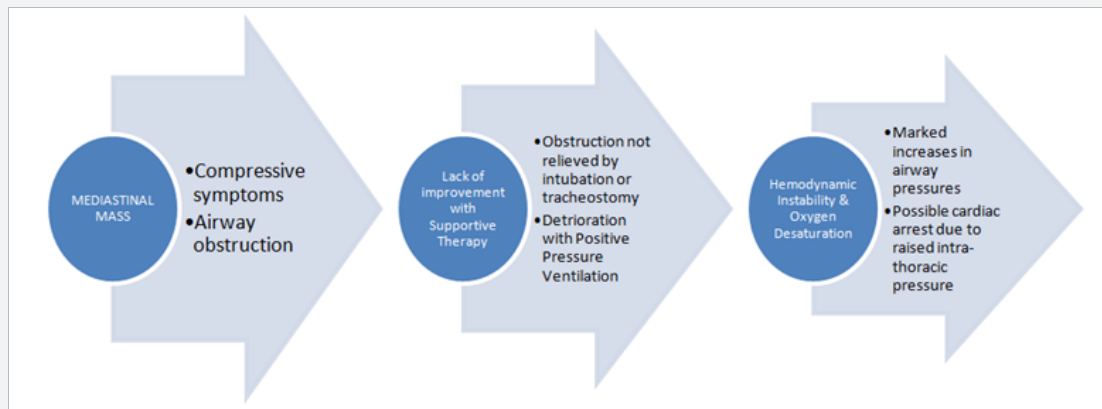 MEDIASTINAL
MASS
•Compressive
symptoms
•Airway
obstruction
Lack of
improvement
with
Supportive
Therapy
•Obstruction not
relieved by
intubation or
tracheostomy
•Detrioration
with Positive
Pressure
Ventilation
Hemodynamic
Instability &
Oxygen
Desaturation
•Marked
increases in
airway
pressures
•Possible cardiac
arrest due to
raised intra-
thoracic
pressure